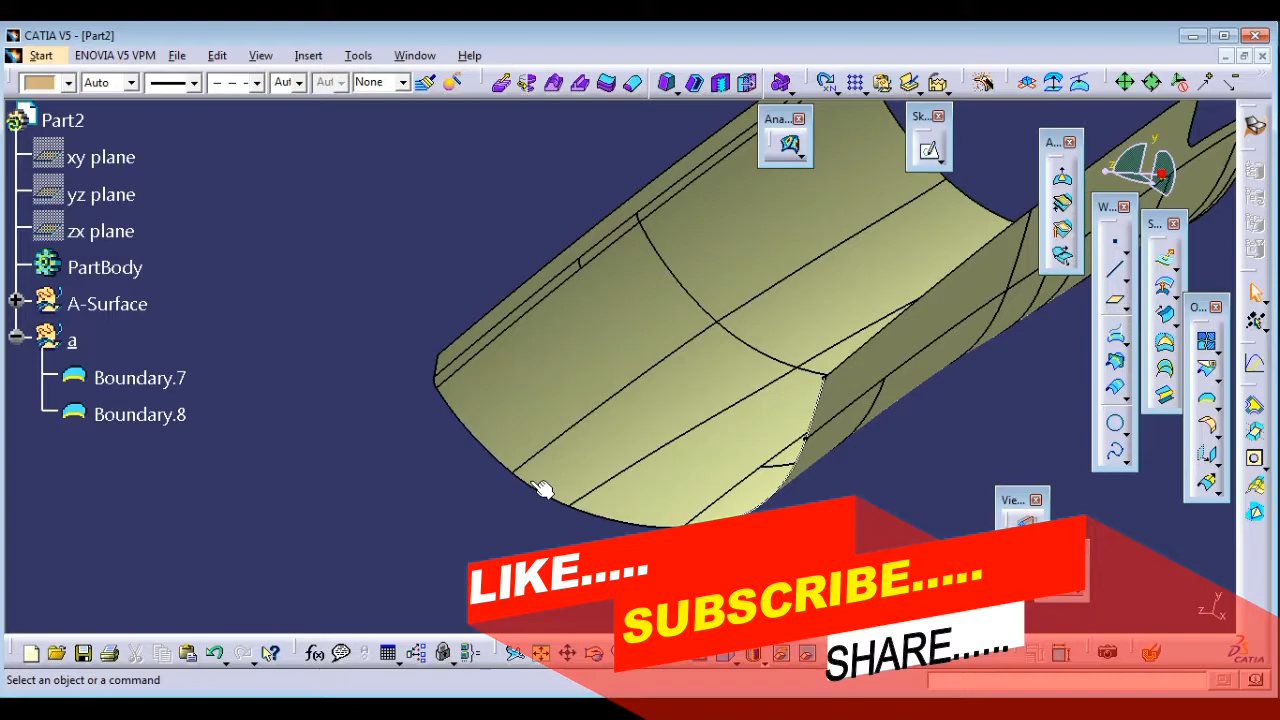 CATIA V5 - [Part2]
Start ENOVIA V5 VPM File Edit View Insert Tools Window Help
Auto Aut Aut None
Part2
xy plane
yz plane
zx plane
PartBody
A-Surface
a
Boundary.7
Boundary.8
Ana...
Sk...
A...
W...
S...
O...
Vie...
y
z
y
z x
LIKE.....
SUBSCRIBE.....
SHARE......
f(x)
CATIA
Select an object or a command